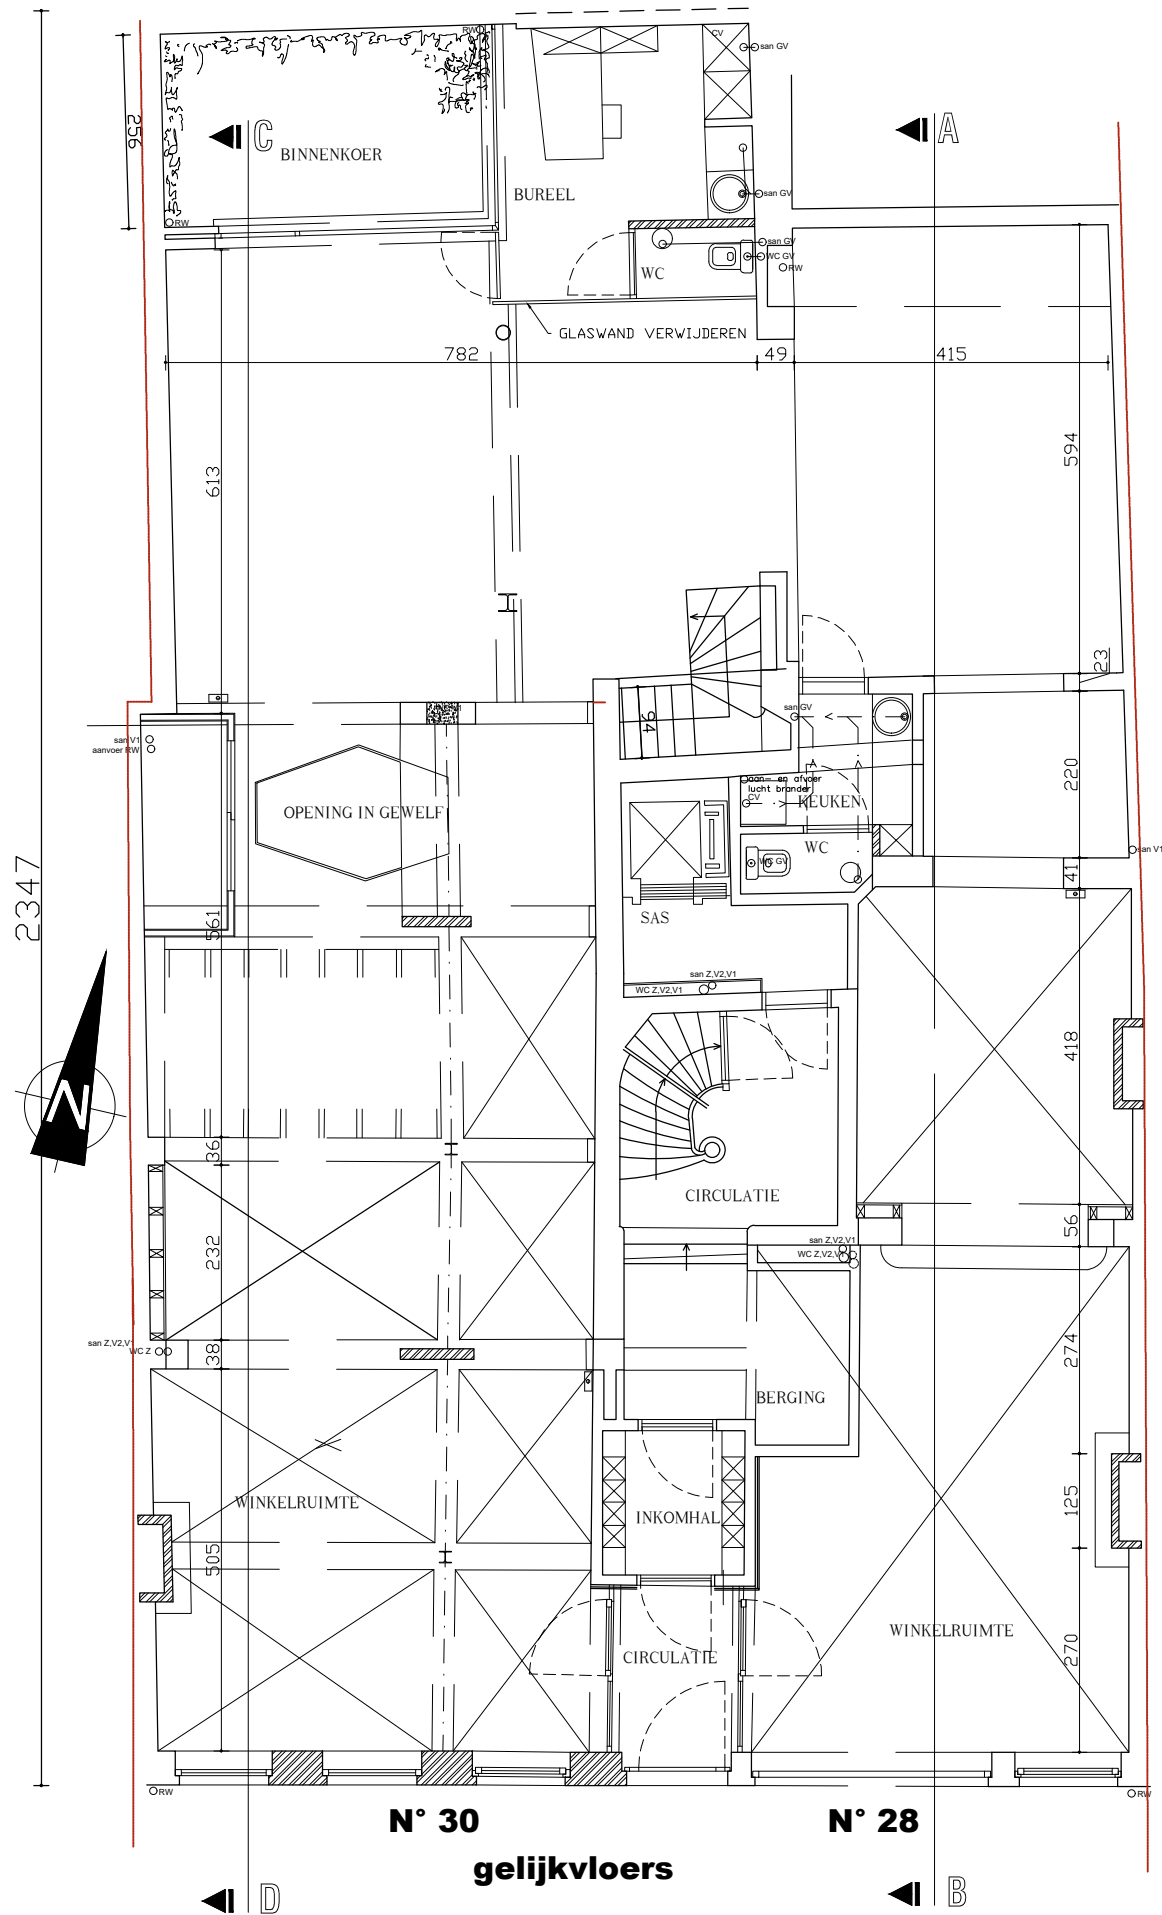 RW
CV
san GV
256
C
BINNENKOER
A
BUREEL
san GV
RW
san GV
WC GV
WC
RW
GLASWAND VERWIJDEREN
782
49
415
613
594
23
94
san GV
san V1
aanvoer RW
220
aan- en afvoer
lucht brander
CV
KEUKEN
OPENING IN GEWELF
WC
WC GV
san V1
41
2347
561
SAS
san Z,V2,V1
WC Z,V2,V1
418
N
36
CIRCULATIE
56
san Z,V2,V1
WC Z,V2,V1
232
274
san Z,V2,V1
WC Z
38
BERGING
WINKELRUIMTE
125
INKOMHAL
505
WINKELRUIMTE
270
CIRCULATIE
RW
RW
N° 30
N° 28
gelijkvloers
D
B